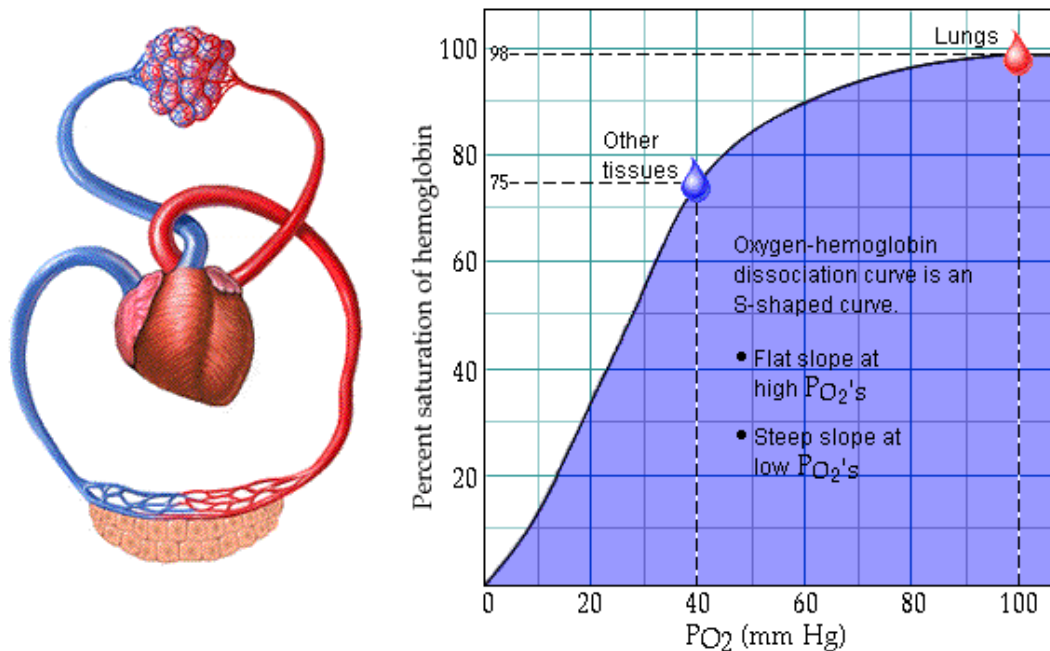 Percent saturation of hemoglobin
100
98
80
75
60
40
20
Lungs
Other
tissues
Oxygen-hemoglobin
dissociation curve is an
S-shaped curve.
• Flat slope at
high PO2's
• Steep slope at
low PO2's
0
20
40
60
80
100
PO2 (mm Hg)